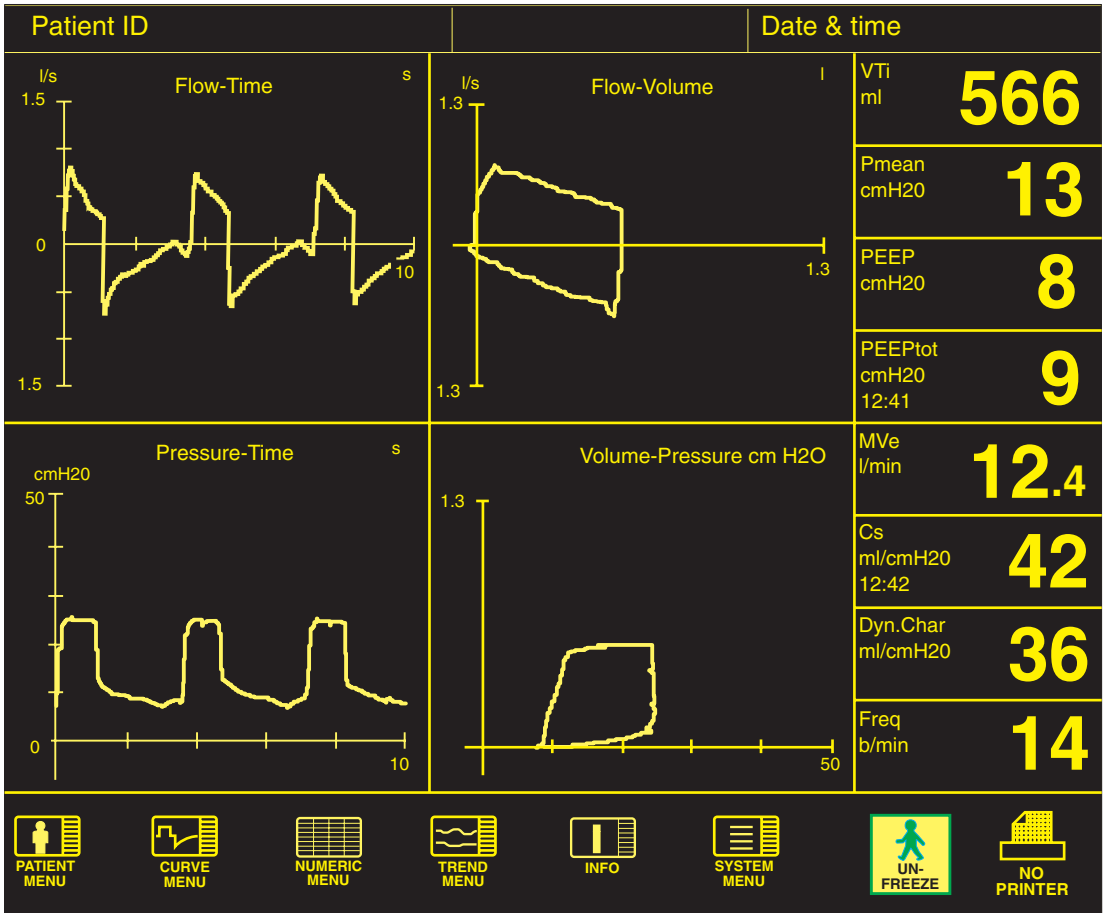 Patient ID
Date & time
l/s
Flow-Time
s
1.5
0
10
1.5
l/s
Flow-Volume
l
1.3
1.3
1.3
VTi
ml
566
Pmean
cmH20
13
PEEP
cmH20
8
PEEPtot
cmH20
12:41
9
Pressure-Time
s
cmH20
50
0
10
Volume-Pressure cm H2O
1.3
50
MVe
l/min
12.4
Cs
ml/cmH20
12:42
42
Dyn.Char
ml/cmH20
36
Freq
b/min
14
PATIENT
MENU
CURVE
MENU
NUMERIC
MENU
TREND
MENU
INFO
SYSTEM
MENU
UN-
FREEZE
NO
PRINTER